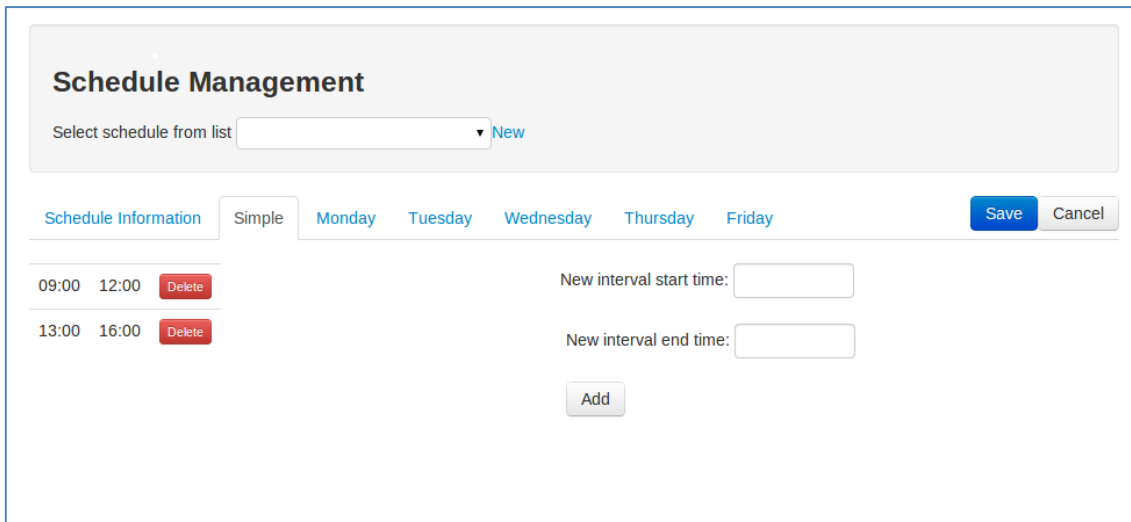 Schedule Management
Select schedule from list New
Schedule Information Simple Monday Tuesday Wednesday Thursday Friday Save Cancel
09:00 12:00 Delete New interval start time:
13:00 16:00 Delete New interval end time:
Add